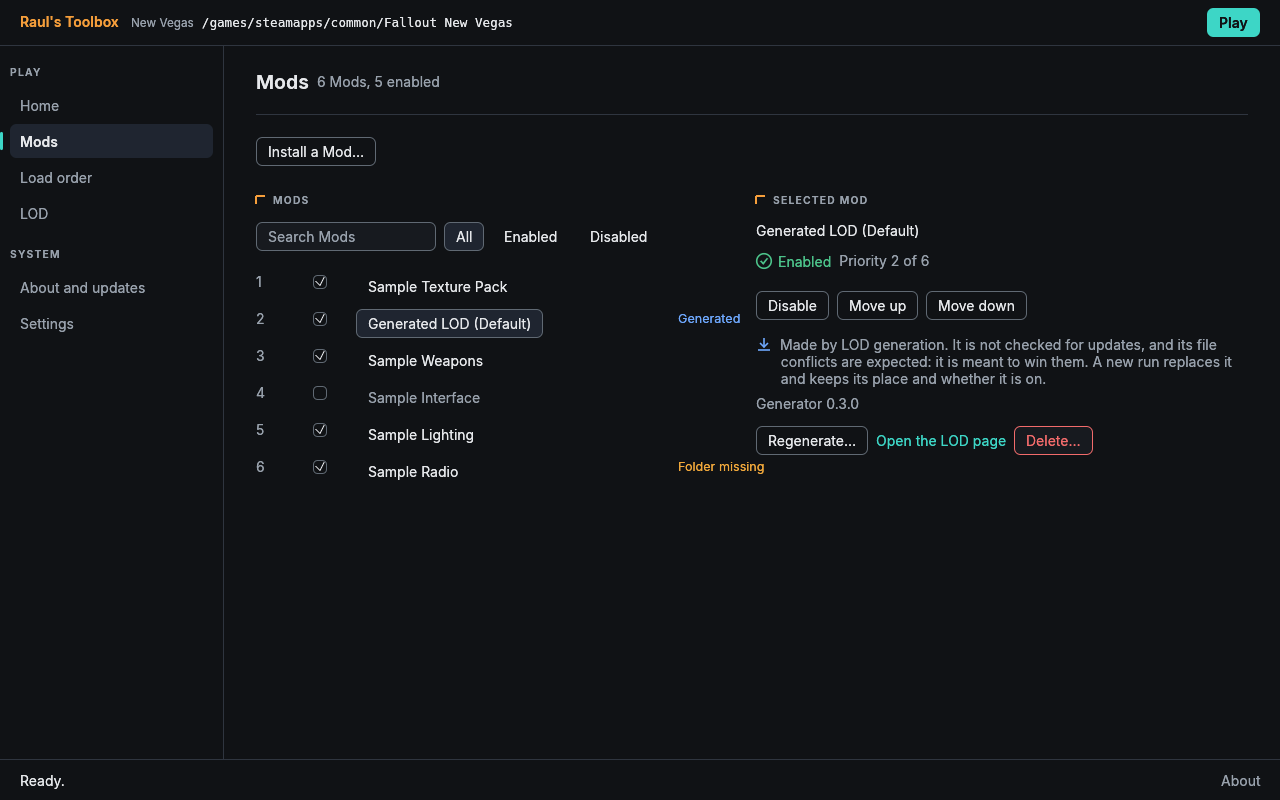 Raul's Toolbox New Vegas /games/steamapps/common/Fallout New Vegas Play
PLAY
Home
Mods
Load order
LOD
SYSTEM
About and updates
Settings
Mods 6 Mods, 5 enabled
Install a Mod...
MODS
Search Mods All Enabled Disabled
1 Sample Texture Pack
2 Generated LOD (Default) Generated
3 Sample Weapons
4 Sample Interface
5 Sample Lighting
6 Sample Radio Folder missing
SELECTED MOD
Generated LOD (Default)
Enabled Priority 2 of 6
Disable Move up Move down
Made by LOD generation. It is not checked for updates, and its file
conflicts are expected: it is meant to win them. A new run replaces it
and keeps its place and whether it is on.
Generator 0.3.0
Regenerate... Open the LOD page Delete...
Ready. About